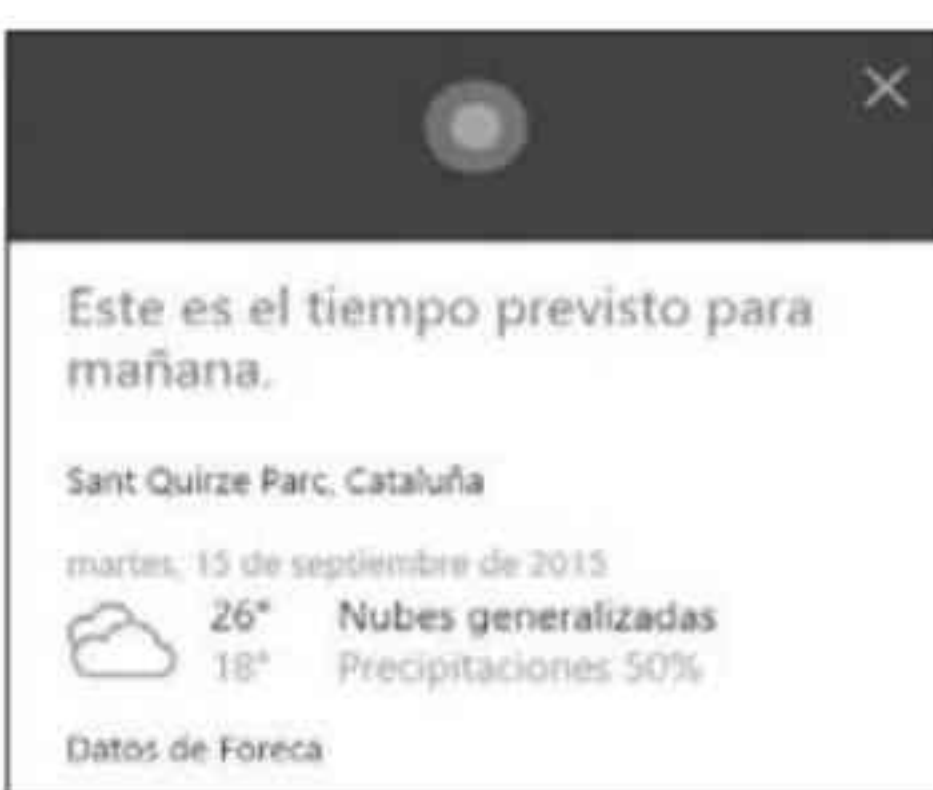 Este es el tiempo previsto para
mañana.
Sant Quirze Parc, Cataluña
martes, 15 de septiembre de 2015
26° Nubes generalizadas
18° Precipitaciones 50%
Datos de Foreca